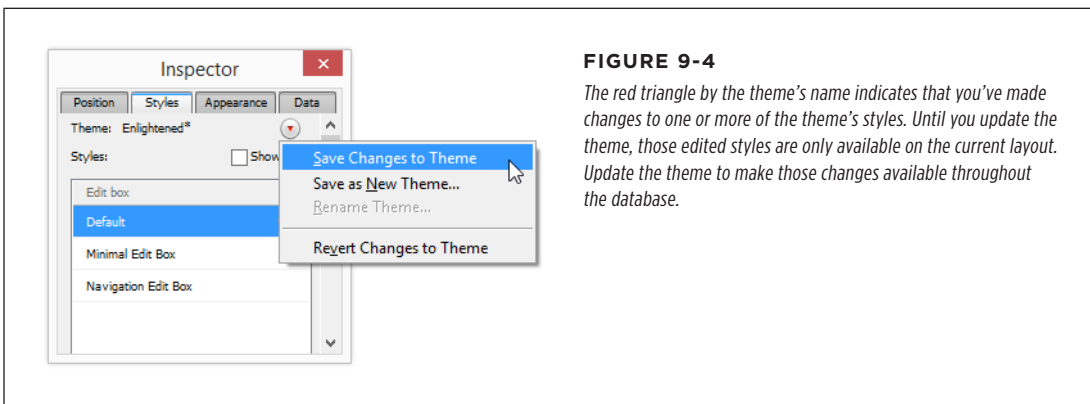 Inspector
Position Styles Appearance Data
Theme: Enlightened*
Styles: Show
Save Changes to Theme
Save as New Theme...
Rename Theme...
Revert Changes to Theme
Edit box
Default
Minimal Edit Box
Navigation Edit Box
FIGURE 9-4
The red triangle by the theme's name indicates that you've made
changes to one or more of the theme's styles. Until you update the
theme, those edited styles are only available on the current layout.
Update the theme to make those changes available throughout
the database.